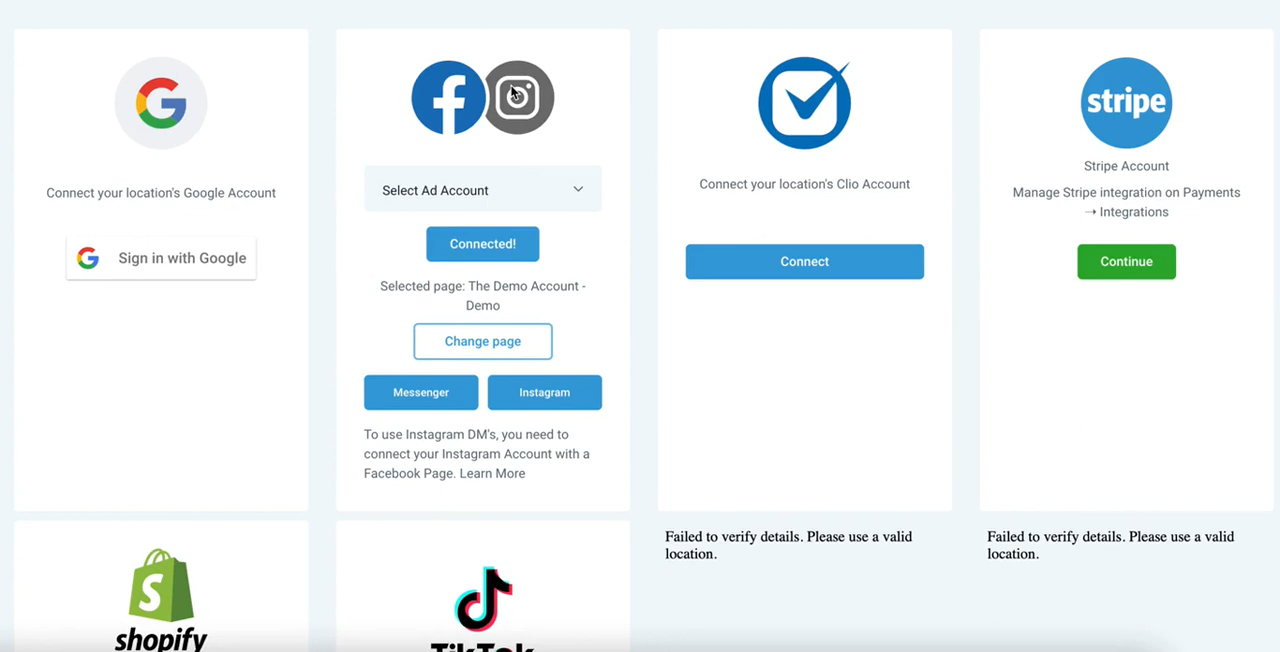 Connect your location's Google Account
Sign in with Google
Select Ad Account
Connected!
Selected page: The Demo Account -
Demo
Change page
Messenger
Instagram
To use Instagram DM's, you need to
connect your Instagram Account with a
Facebook Page. Learn More
Connect your location's Clio Account
Connect
stripe
Stripe Account
Manage Stripe integration on Payments
➝ Integrations
Continue
shopify
TikTok
Failed to verify details. Please use a valid
location.
Failed to verify details. Please use a valid
location.